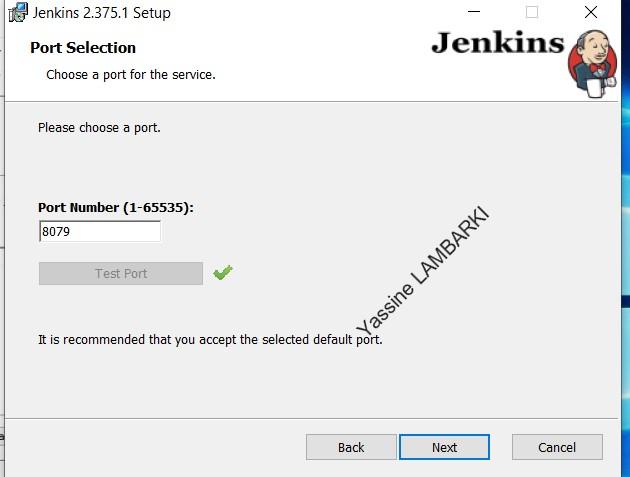 Jenkins 2.375.1 Setup
Port Selection
Choose a port for the service.
Jenkins
Please choose a port.
Port Number (1-65535):
8079
Test Port
Yassine LAMBARKI
It is recommended that you accept the selected default port.
Back
Next
Cancel